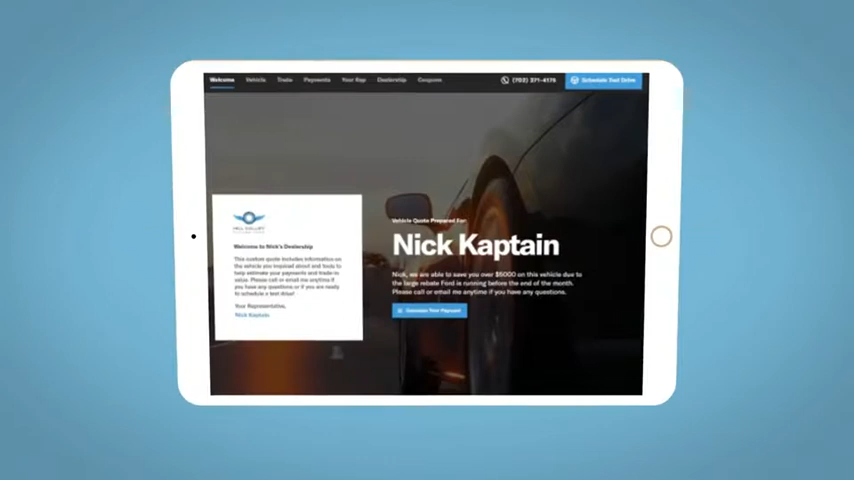 Welcome Vehicle Trade Payments Your Rep Dealership Coupons (702) 371-4175 Schedule Test Drive
Welcome to Nick's Dealership
This custom quote includes information on
the vehicle you inquired about and tools to
help estimate your payments and trade-in
value. Please call or email me anytime if
you have any questions or if you are ready
to schedule a test drive!
Your Representative,
Nick Kaptain
Vehicle Quote Prepared For:
Nick Kaptain
Nick, we are able to save you over $5000 on this vehicle due to
the large rebate Ford is running before the end of the month.
Please call or email me anytime if you have any questions.
Your Payment